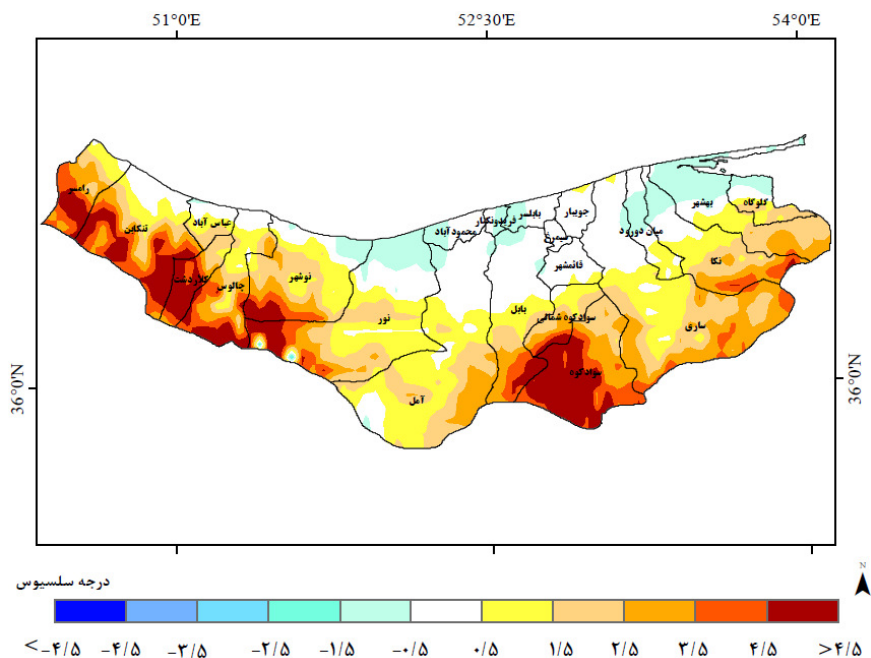 51°0'E 52°30'E 54°0'E
رامسر
تنکابن
عباس آباد
کلاردشت
چالوس
نوشهر
نور
محمودآباد
آمل
فریدونکنار
بابلسر
بابل
جویبار
سیمرغ
قائمشهر
سوادکوه شمالی
سوادکوه
میان دورود
ساری
بهشهر
نکا
گلوگاه
36°0'N 36°0'N
درجه سلسیوس
N
<-۴/۵ -۴/۵ -۳/۵ -۲/۵ -۱/۵ -۰/۵ ۰/۵ ۱/۵ ۲/۵ ۳/۵ ۴/۵ >۴/۵